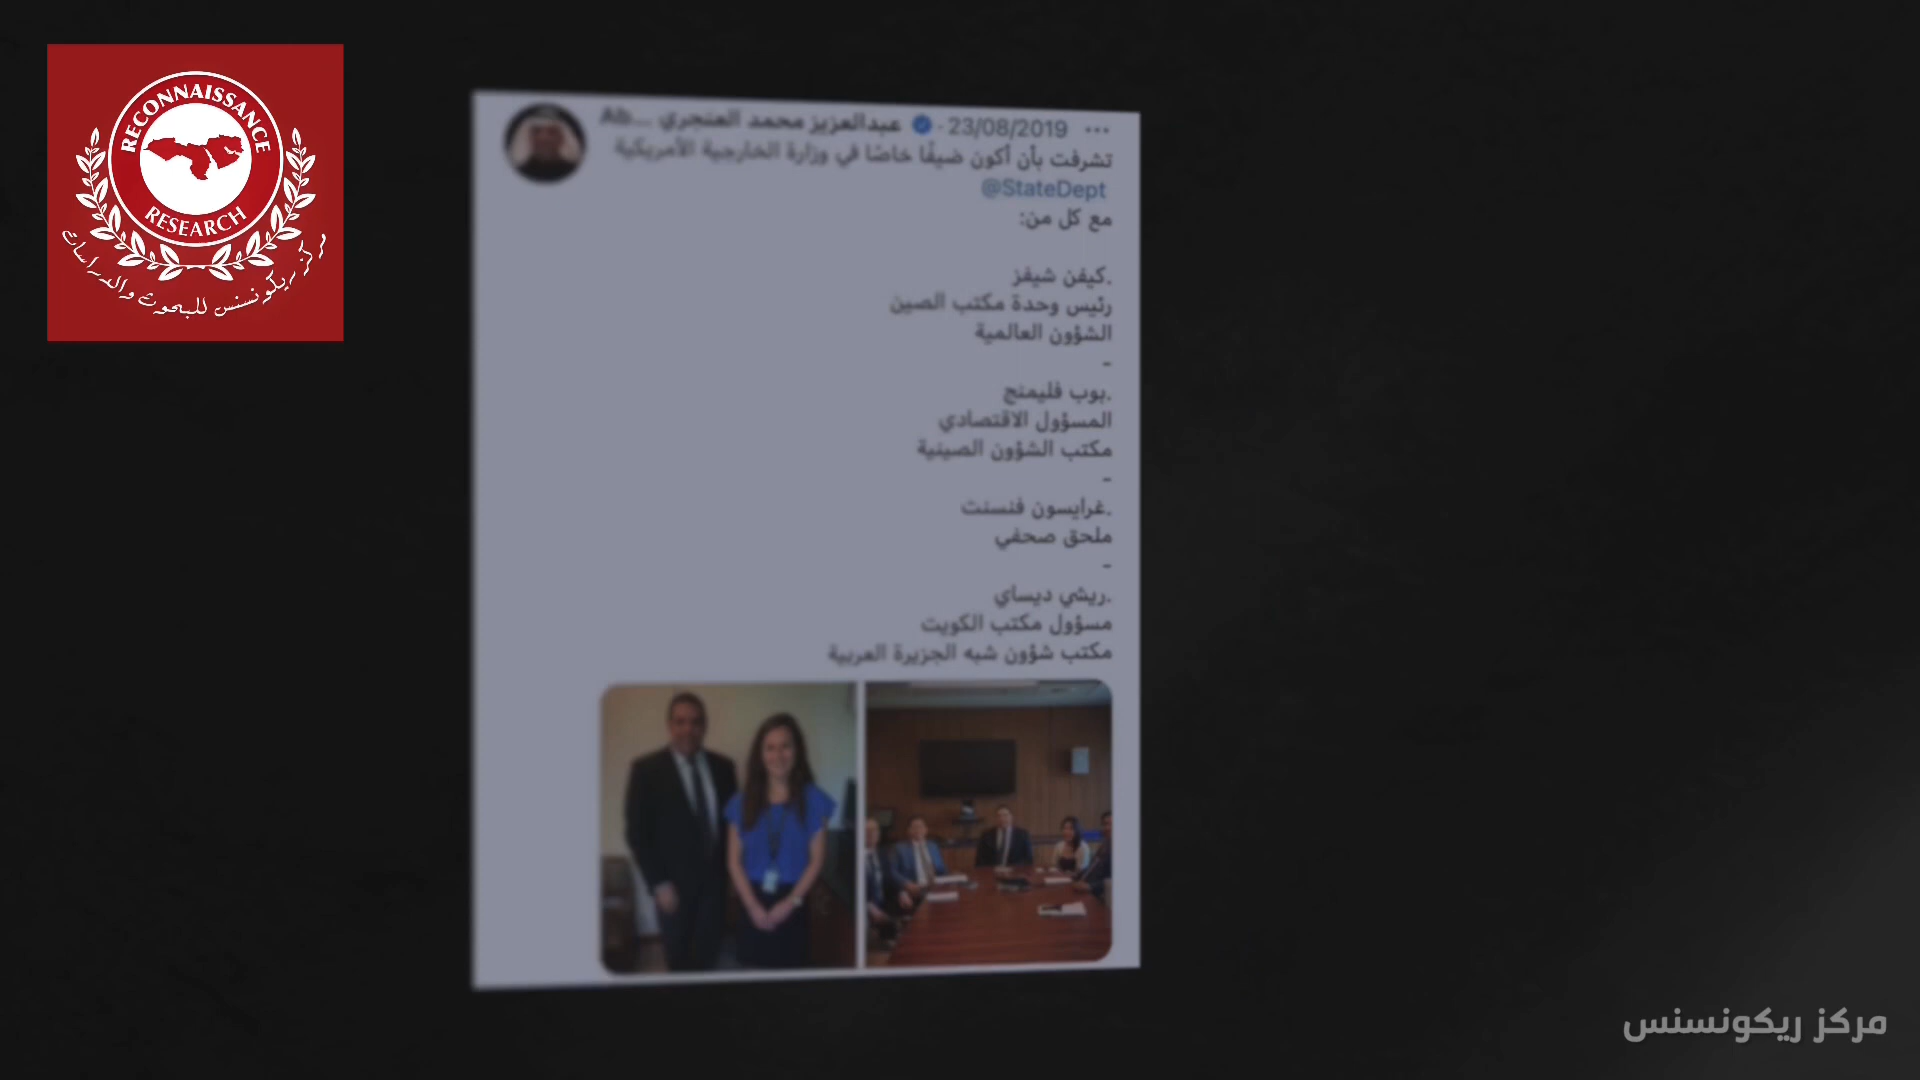 RECONNAISSANCE
RESEARCH
مركز ريكونسنس للبحوث والدراسات
عبدالعزيز محمد العنجري Ab... · 23/08/2019 ···
تشرفت بأن أكون ضيفًا خاصًا في وزارة الخارجية الأمريكية
@StateDept
مع كل من:
.كيفن شيفز
رئيس وحدة مكتب الصين
الشؤون العالمية
-
.بوب فليمنج
المسؤول الاقتصادي
مكتب الشؤون الصينية
-
.غرايسون فنسنت
ملحق صحفي
-
.ريشي ديساي
مسؤول مكتب الكويت
مكتب شؤون شبه الجزيرة العربية
مركز ريكونسنس